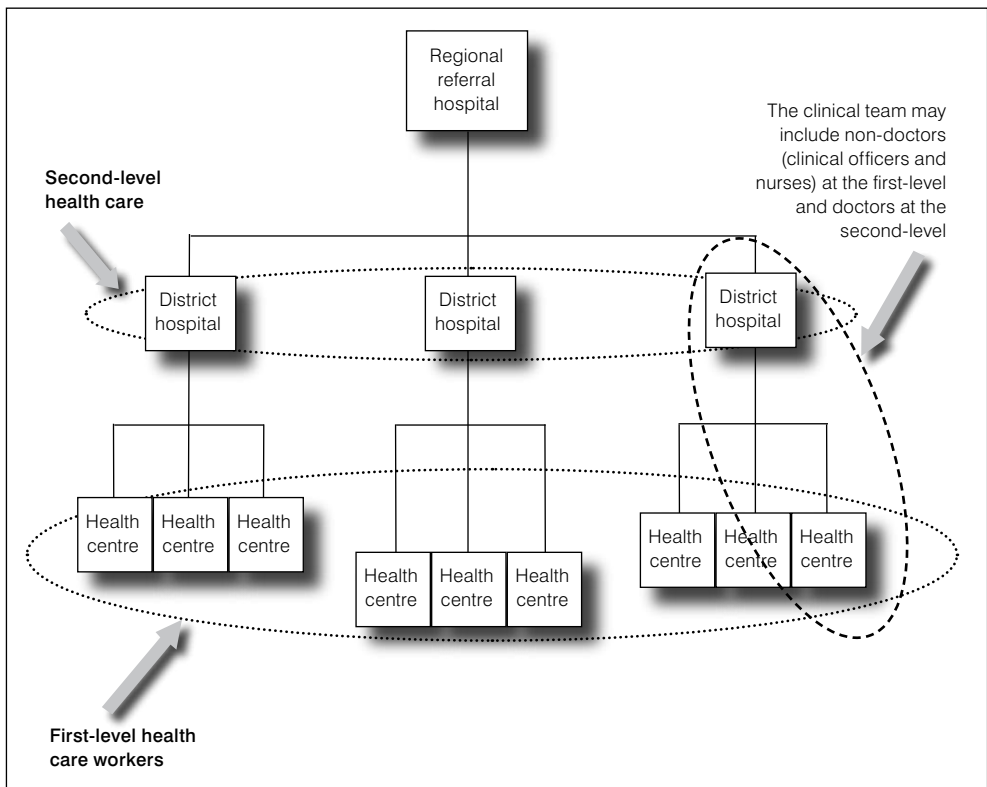 Regional
referral
hospital
The clinical team may
include non-doctors
(clinical officers and
nurses) at the first-level
and doctors at the
second-level
Second-level
health care
District
hospital
District
hospital
District
hospital
Health
centre
Health
centre
Health
centre
Health
centre
Health
centre
Health
centre
Health
centre
Health
centre
Health
centre
First-level health
care workers